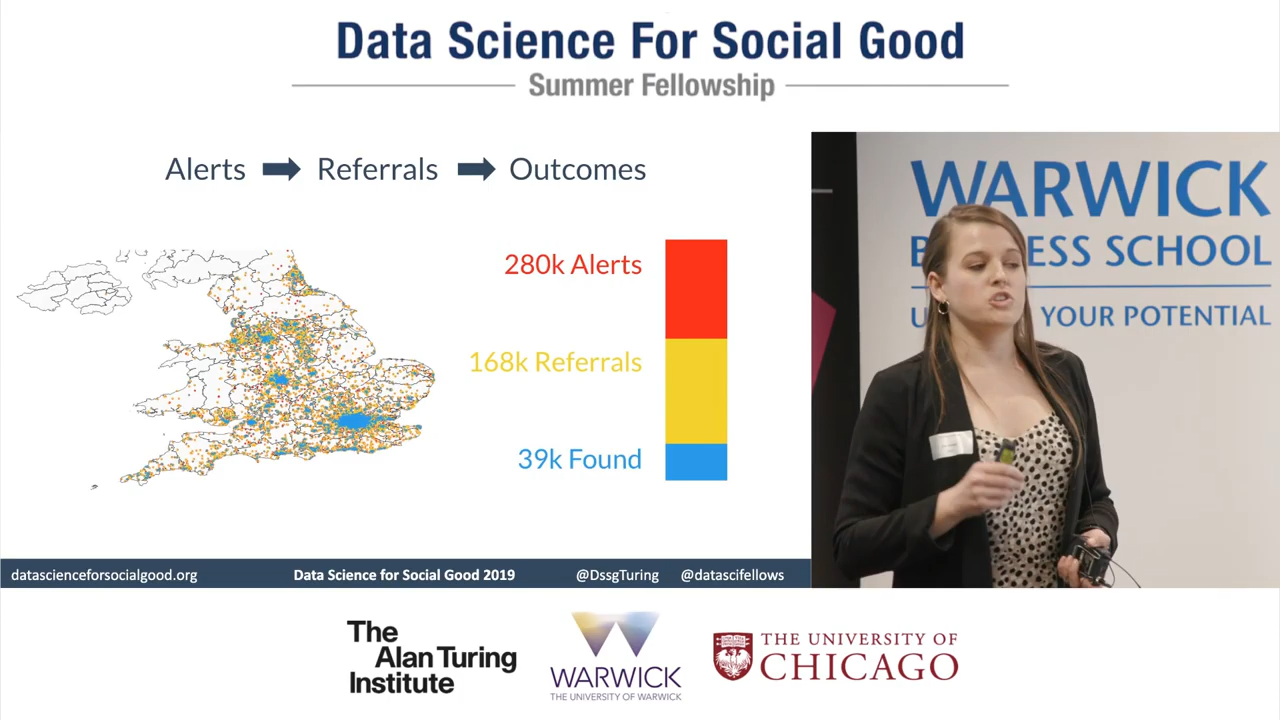 Data Science For Social Good
Summer Fellowship
Alerts Referrals Outcomes
280k Alerts
168k Referrals
39k Found
WARWICK
B ESS SCHOOL
U YOUR POTENTIAL
datascienceforsocialgood.org Data Science for Social Good 2019 @DssgTuring @datascifellows
The
Alan Turing
Institute
WARWICK
THE UNIVERSITY OF WARWICK
THE UNIVERSITY OF
CHICAGO